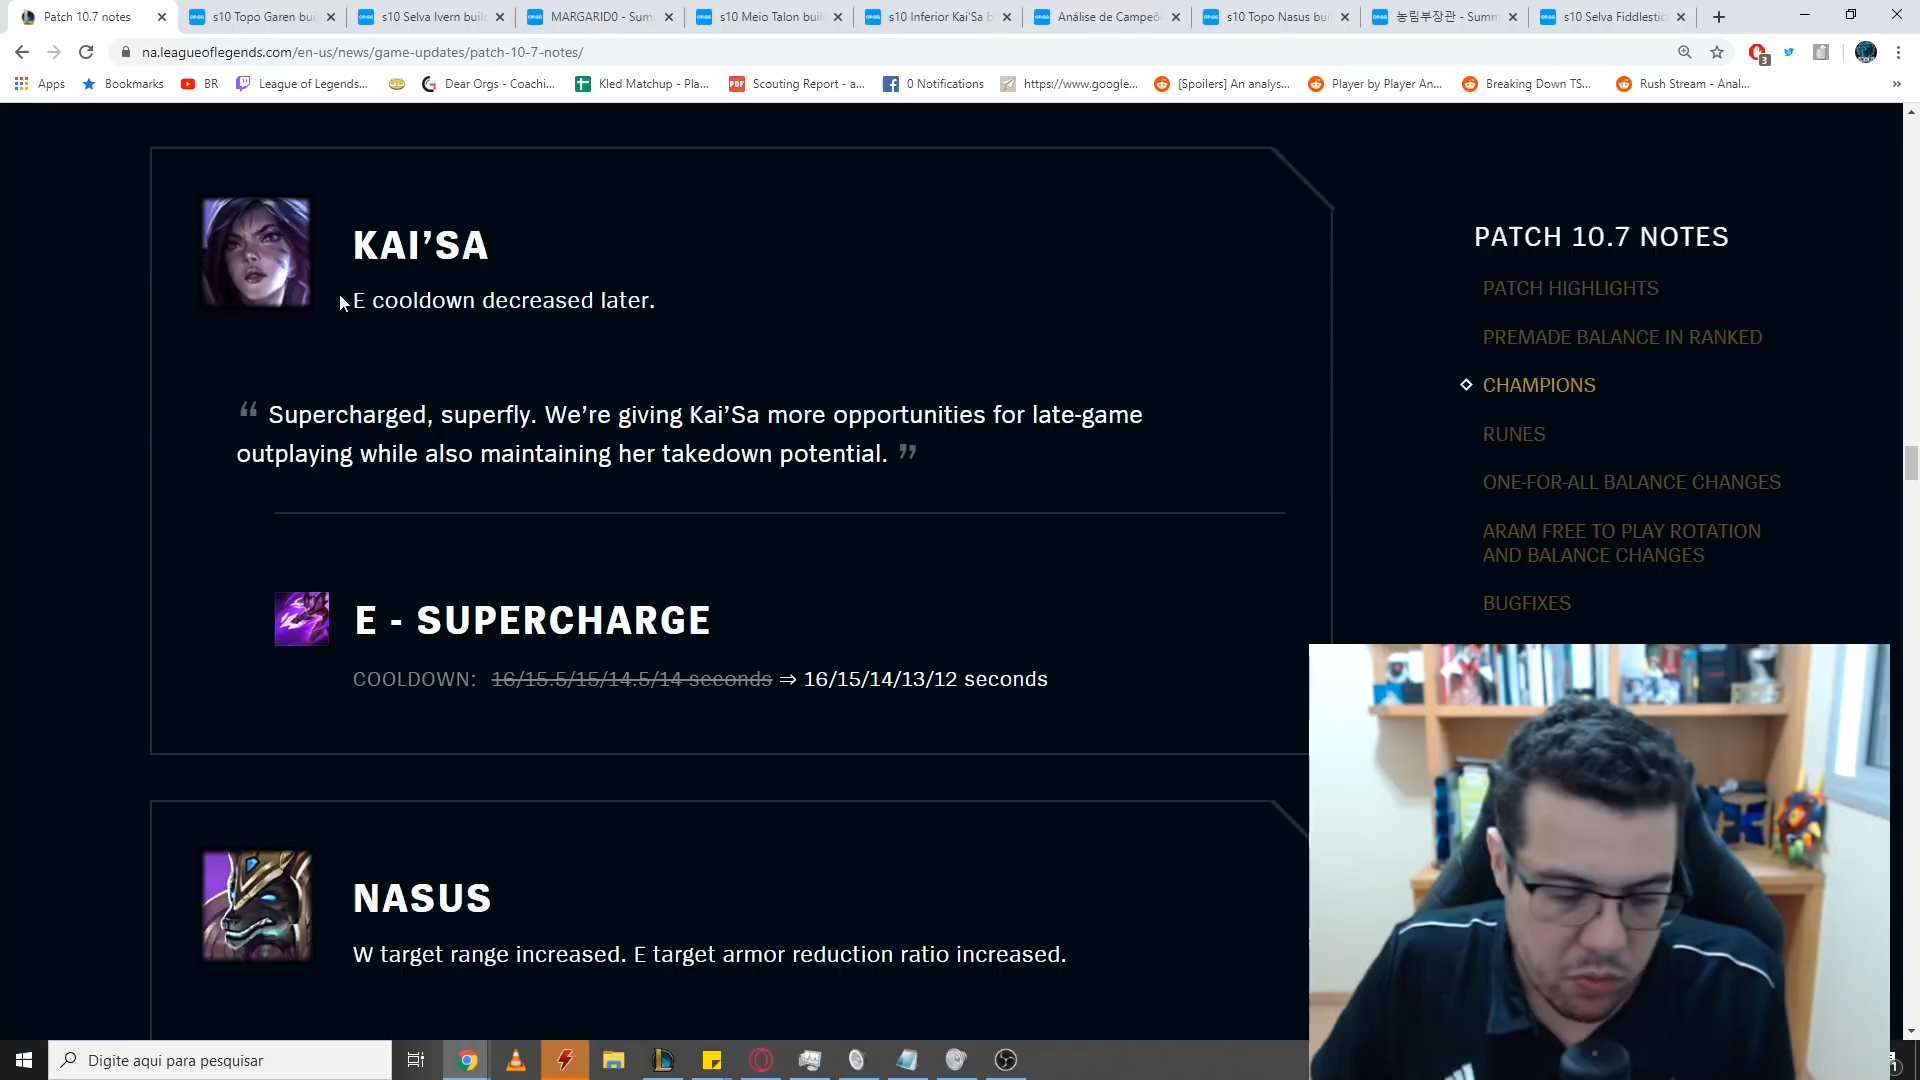 Patch 10.7 notes
s10 Topo Garen bui
s10 Selva Ivern buil
MARGARID0 - Sum
s10 Meio Talon buil
s10 Inferior Kai'Sa b
Análise de Campeõ
s10 Topo Nasus bui
농림부장관 - Summ
s10 Selva Fiddlestic
na.leagueoflegends.com/en-us/news/game-updates/patch-10-7-notes/
3
Apps
Bookmarks
BR
League of Legends...
Dear Orgs - Coachi...
Kled Matchup - Pla...
PDF
Scouting Report - a...
0 Notifications
https://www.google...
[Spoilers] An analys...
Player by Player An...
Breaking Down TS...
Rush Stream - Anal...
»
KAI'SA
E cooldown decreased later.
“ Supercharged, superfly. We're giving Kai'Sa more opportunities for late-game
outplaying while also maintaining her takedown potential. ”
E - SUPERCHARGE
COOLDOWN: 16/15.5/15/14.5/14 seconds ⇒ 16/15/14/13/12 seconds
NASUS
W target range increased. E target armor reduction ratio increased.
PATCH 10.7 NOTES
PATCH HIGHLIGHTS
PREMADE BALANCE IN RANKED
CHAMPIONS
RUNES
ONE-FOR-ALL BALANCE CHANGES
ARAM FREE TO PLAY ROTATION
AND BALANCE CHANGES
BUGFIXES
Digite aqui para pesquisar